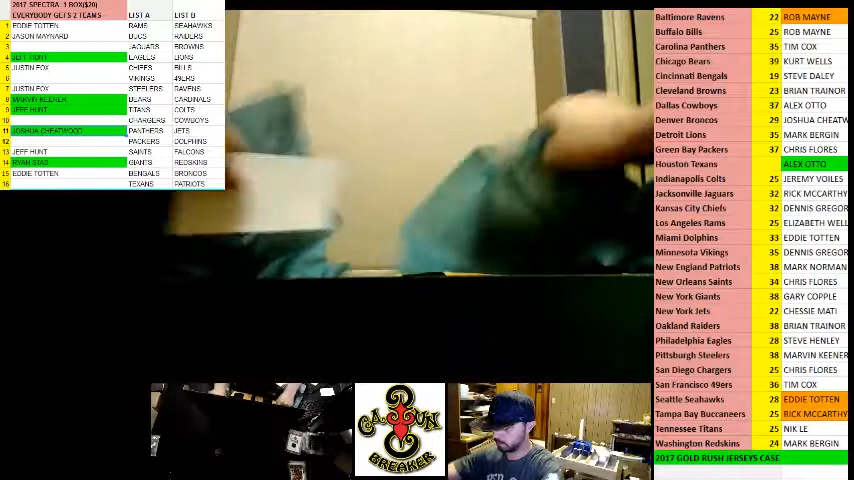 2017 SPECTRA 1 BOX($20)
EVERYBODY GETS 2 TEAMS LIST A LIST B
1 EDDIE TOTTEN RAMS SEAHAWKS
2 JASON MAYNARD BUCS RAIDERS
3 JAGUARS BROWNS
4 JEFF HUNT EAGLES LIONS
5 JUSTIN FOX CHIEFS BILLS
6 VIKINGS 49ERS
7 JUSTIN FOX STEELERS RAVENS
8 MARVIN KEENER BEARS CARDINALS
9 JEFF HUNT TITANS COLTS
10 CHARGERS COWBOYS
11 JOSHUA CHEATWOOD PANTHERS JETS
12 PACKERS DOLPHINS
13 JEFF HUNT SAINTS FALCONS
14 RYAN STAS GIANTS REDSKINS
15 EDDIE TOTTEN BENGALS BRONCOS
16 TEXANS PATRIOTS
CAJUN
BREAKER
Baltimore Ravens 22 ROB MAYNE
Buffalo Bills 25 ROB MAYNE
Carolina Panthers 35 TIM COX
Chicago Bears 39 KURT WELLS
Cincinnati Bengals 19 STEVE DALEY
Cleveland Browns 23 BRIAN TRAINOR
Dallas Cowboys 37 ALEX OTTO
Denver Broncos 29 JOSHUA CHEATW
Detroit Lions 35 MARK BERGIN
Green Bay Packers 37 CHRIS FLORES
Houston Texans ALEX OTTO
Indianapolis Colts 25 JEREMY VOILES
Jacksonville Jaguars 32 RICK MCCARTHY
Kansas City Chiefs 32 DENNIS GREGOR
Los Angeles Rams 25 ELIZABETH WELL
Miami Dolphins 33 EDDIE TOTTEN
Minnesota Vikings 35 DENNIS GREGOR
New England Patriots 38 MARK NORMAN
New Orleans Saints 34 CHRIS FLORES
New York Giants 38 GARY COPPLE
New York Jets 22 CHESSIE MATI
Oakland Raiders 38 BRIAN TRAINOR
Philadelphia Eagles 28 STEVE HENLEY
Pittsburgh Steelers 38 MARVIN KEENER
San Diego Chargers 25 CHRIS FLORES
San Francisco 49ers 36 TIM COX
Seattle Seahawks 28 EDDIE TOTTEN
Tampa Bay Buccaneers 25 RICK MCCARTHY
Tennessee Titans 25 NIK LE
Washington Redskins 24 MARK BERGIN
2017 GOLD RUSH JERSEYS CASE